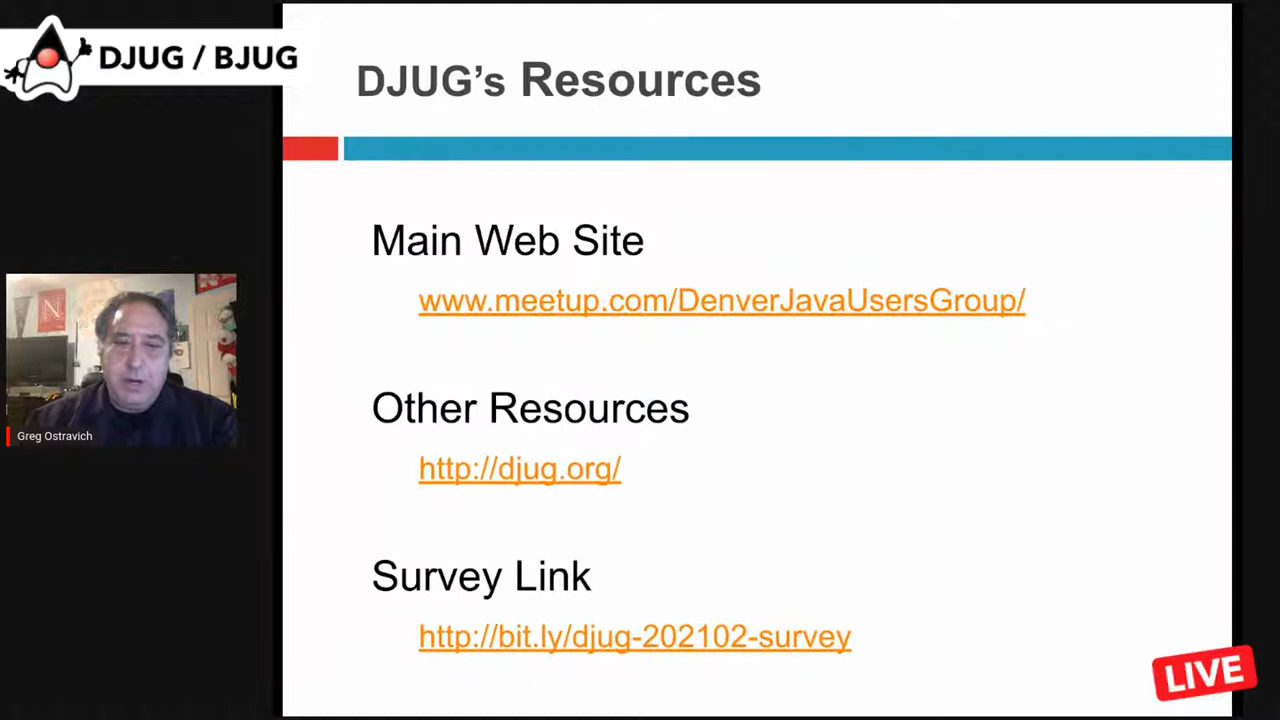 DJUG / BJUG
DJUG's Resources
Main Web Site
www.meetup.com/DenverJavaUsersGroup/
Other Resources
http://djug.org/
Survey Link
http://bit.ly/djug-202102-survey
N
Greg Ostravich
LIVE